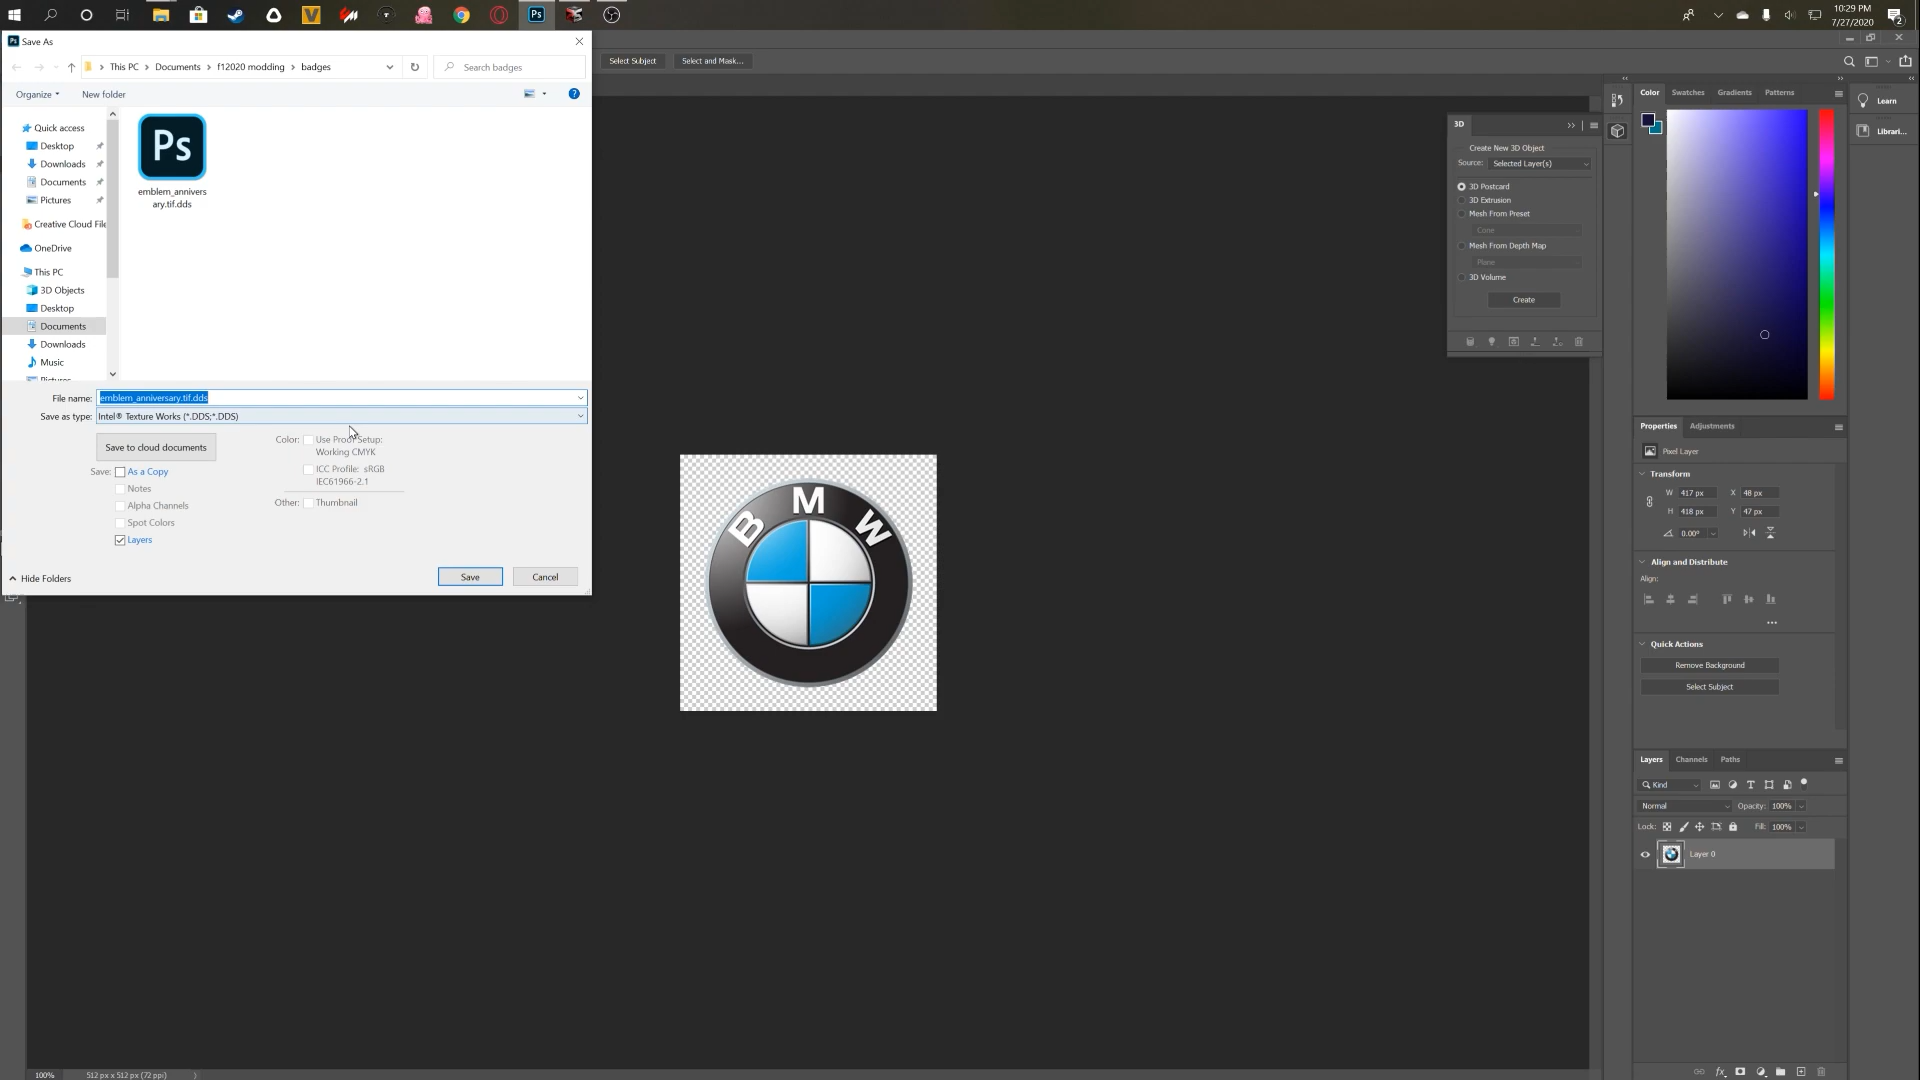 10:29 PM
7/27/2020
2
Ps
Save As
This PC > Documents > f12020 modding > badges
Search badges
Select Subject
Select and Mask...
Organize
New folder
Quick access
Desktop
Downloads
Documents
Pictures
Creative Cloud File
OneDrive
This PC
3D Objects
Desktop
Documents
Downloads
Music
Pictures
Ps
emblem_annivers
ary.tif.dds
File name: emblem_anniversary.tif.dds
Save as type: Intel® Texture Works (*.DDS;*.DDS)
Save to cloud documents
Save: As a Copy
Notes
Alpha Channels
Spot Colors
Layers
Color: Use Proof Setup:
Working CMYK
ICC Profile: sRGB
IEC61966-2.1
Other: Thumbnail
Hide Folders
Save
Cancel
BMW
3D
Create New 3D Object
Source: Selected Layer(s)
3D Postcard
3D Extrusion
Mesh From Preset
Cone
Mesh From Depth Map
Plane
3D Volume
Create
Color
Swatches
Gradients
Patterns
Learn
Librari...
Properties
Adjustments
Pixel Layer
Transform
W 417 px X 48 px
H 418 px Y 47 px
0.00°
Align and Distribute
Align:
Quick Actions
Remove Background
Select Subject
Layers
Channels
Paths
Kind
Normal
Opacity: 100%
Lock:
Fill: 100%
Layer 0
fx
100%
512 px x 512 px (72 ppi)